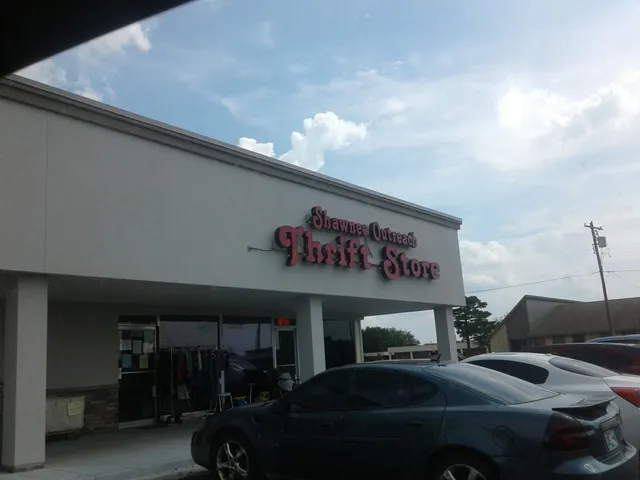 Shawnee Outreach
Thrift Store